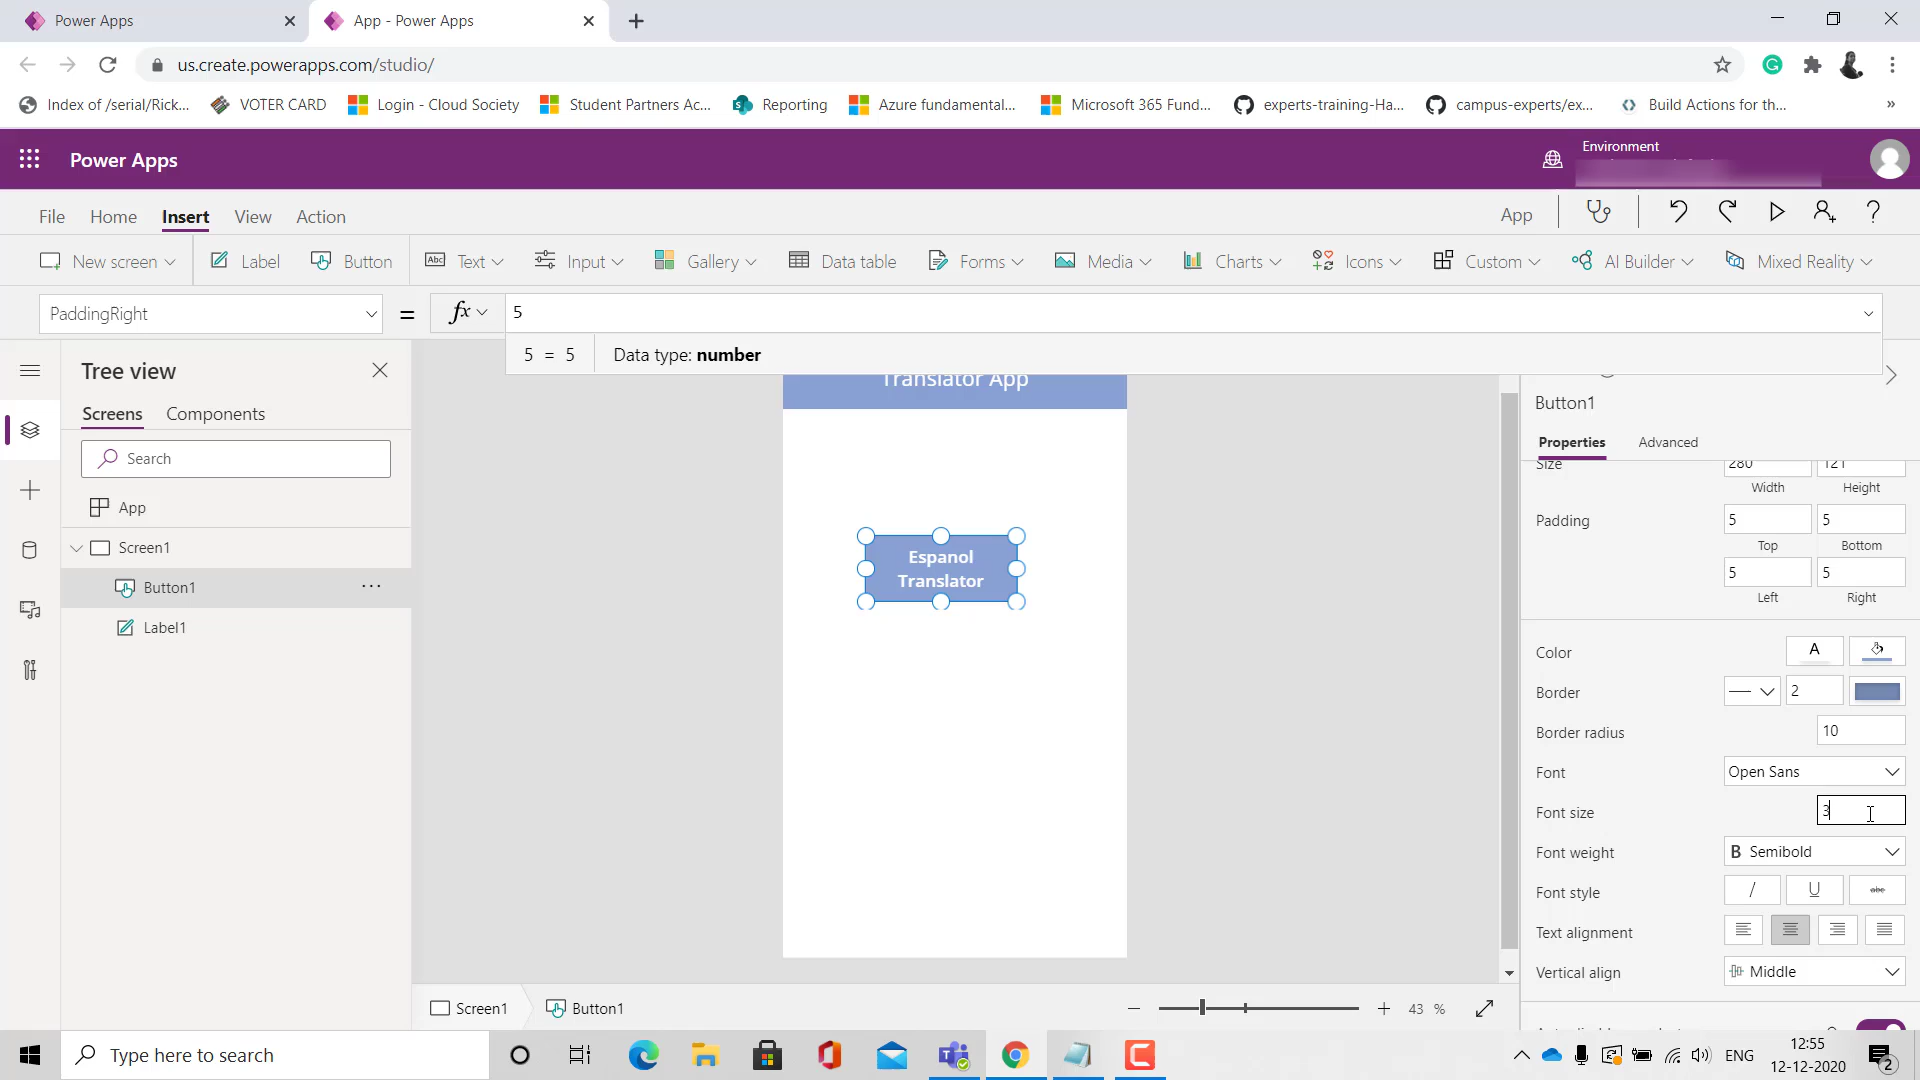 Power Apps
App - Power Apps
us.create.powerapps.com/studio/
Index of /serial/Rick...
VOTER CARD
Login - Cloud Society
Student Partners Ac...
Reporting
Azure fundamental...
Microsoft 365 Fund...
experts-training-Ha...
campus-experts/ex...
Build Actions for th...
»
Power Apps
Environment
File Home Insert View Action
App
New screen
Label
Button
Abc Text
Input
Gallery
Data table
Forms
Media
Charts
Icons
Custom
AI Builder
Mixed Reality
PaddingRight
=
fx
5
5 = 5
Data type: number
Tree view
Screens Components
Search
App
Screen1
Button1
...
Label1
Translator App
Espanol
Translator
Button1
Properties Advanced
Size 280 121
Width Height
Padding 5 5
Top Bottom
5 5
Left Right
Color A
Border 2
Border radius 10
Font Open Sans
Font size 3
Font weight B Semibold
Font style / U abc
Text alignment
Vertical align Middle
Screen1
Button1
43 %
Type here to search
ENG
12:55
12-12-2020
2